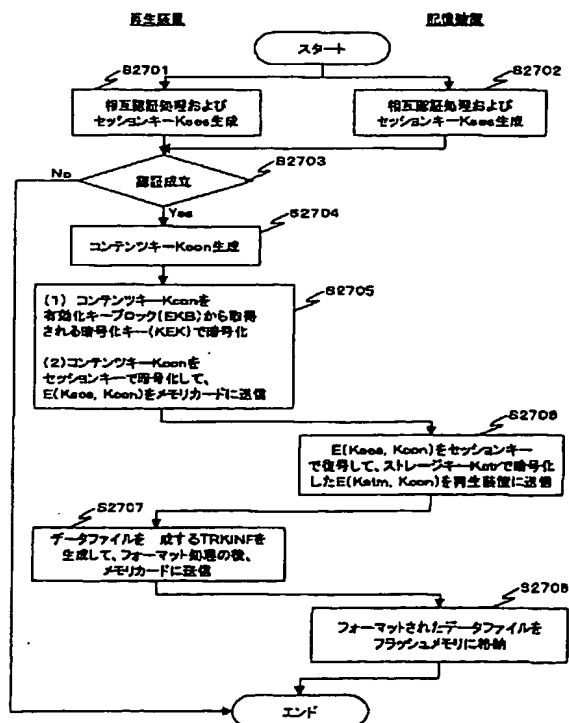 再生装置
記憶装置
スタート
S2701
S2702
相互認証処理および
セッションキーKses生成
相互認証処理および
セッションキーKses生成
S2703
No
認証成立
Yes
S2704
コンテンツキーKcon生成
S2705
(1) コンテンツキーKconを
有効化キーブロック(EKB)から取得
される暗号化キー(KEK)で暗号化
(2)コンテンツキーKconを
セッションキーで暗号化して、
E(Kses, Kcon)をメモリカードに送信
S2706
E(Kses, Kcon)をセッションキー
で復号して、ストレージキーKstrで暗号化
したE(Kstm, Kcon)を再生装置に送信
S2707
データファイルを 成するTRKINFを
生成して、フォーマット処理の後、
メモリカードに送信
S2708
フォーマットされたデータファイルを
フラッシュメモリに格納
エンド